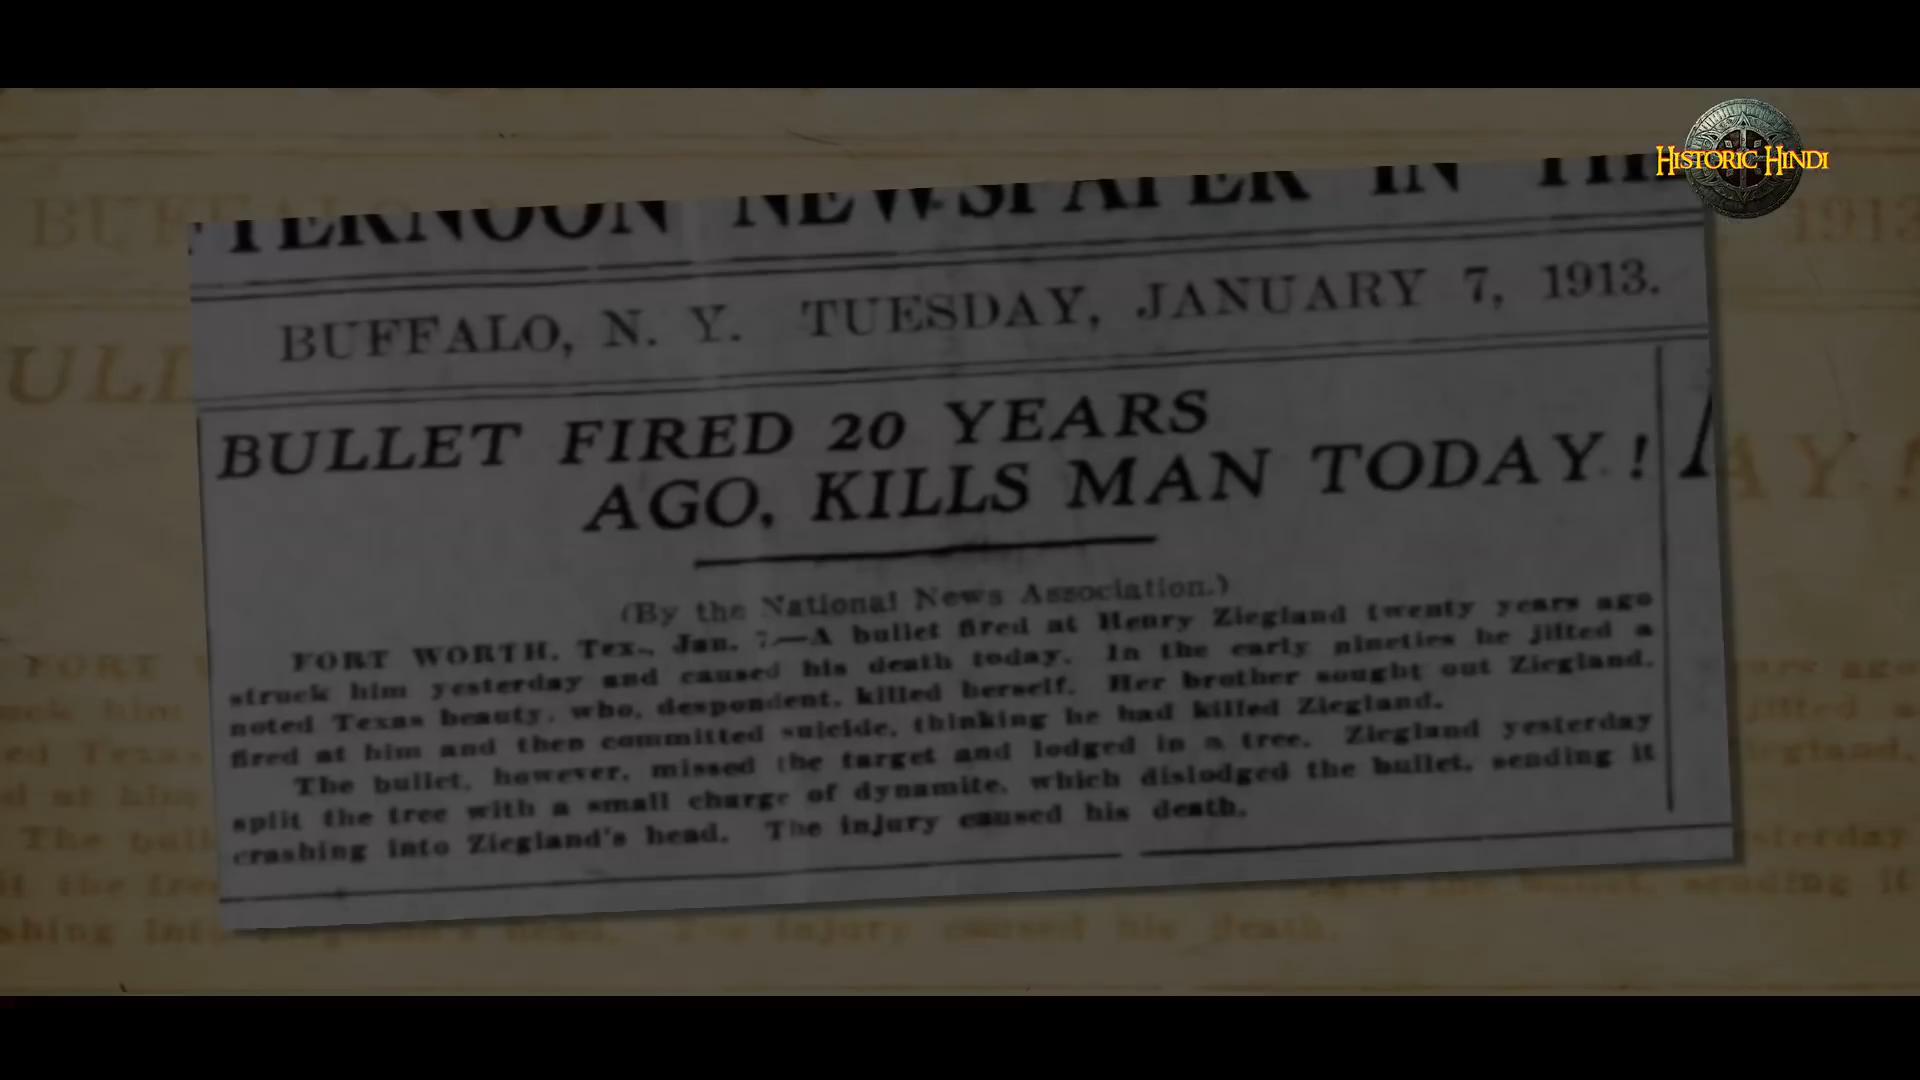 HISTORIC HINDI
AFTERNOON NEWSPAPER IN THE
BUFFALO, N. Y. TUESDAY, JANUARY 7, 1913.
BULLET FIRED 20 YEARS
AGO, KILLS MAN TODAY!
(By the National News Association.)
FORT WORTH, Tex., Jan. 7.—A bullet fired at Henry Ziegland twenty years ago
struck him yesterday and caused his death today. In the early nineties he jilted a
noted Texas beauty, who, despondent, killed herself. Her brother sought out Ziegland,
fired at him and then committed suicide, thinking he had killed Ziegland.
The bullet, however, missed the target and lodged in a tree. Ziegland yesterday
split the tree with a small charge of dynamite, which dislodged the bullet, sending it
crashing into Ziegland's head. The injury caused his death.